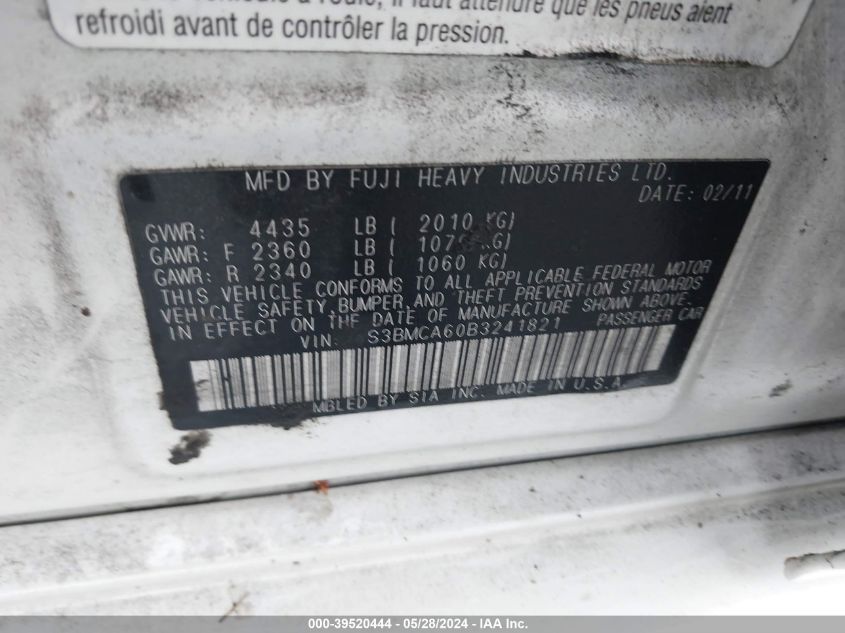 refroidi avant de contrôler la pression.
MFD BY FUJI HEAVY INDUSTRIES LTD.
DATE: 02/11
GVWR: 4435 LB ( 2010 KG)
GAWR: F 2360 LB ( KG)
GAWR: R 2340 LB ( 1060 KG)
THIS VEHICLE CONFORMS TO ALL APPLICABLE FEDERAL MOTOR
VEHICLE SAFETY, BUMPER, AND THEFT PREVENTION STANDARDS
IN EFFECT ON THE DATE OF MANUFACTURE SHOWN ABOVE.
VIN: S3BMCA60B3241821 PASSENGER CAR
MBLED BY SIA INC. MADE IN U.S.A
000-39520444 - 05/28/2024 - IAA Inc.